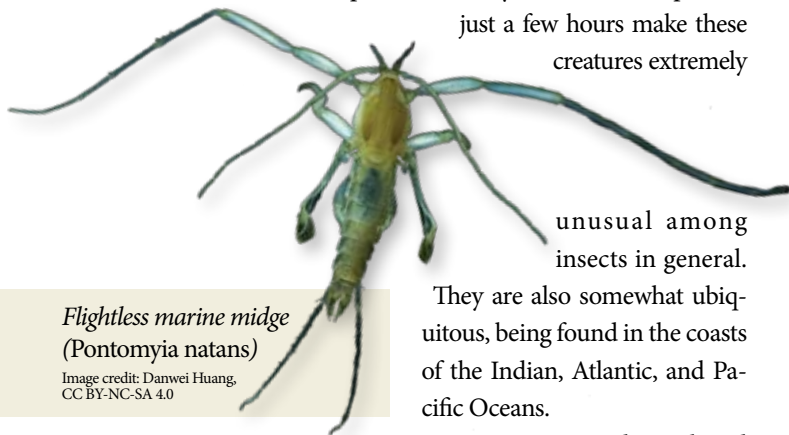 just a few hours make these
creatures extremely
unusual among
insects in general.
They are also somewhat ubiq-
uitous, being found in the coasts
of the Indian, Atlantic, and Pa-
cific Oceans.
Flightless marine midge
(Pontomyia natans)
Image credit: Danwei Huang,
CC BY-NC-SA 4.0